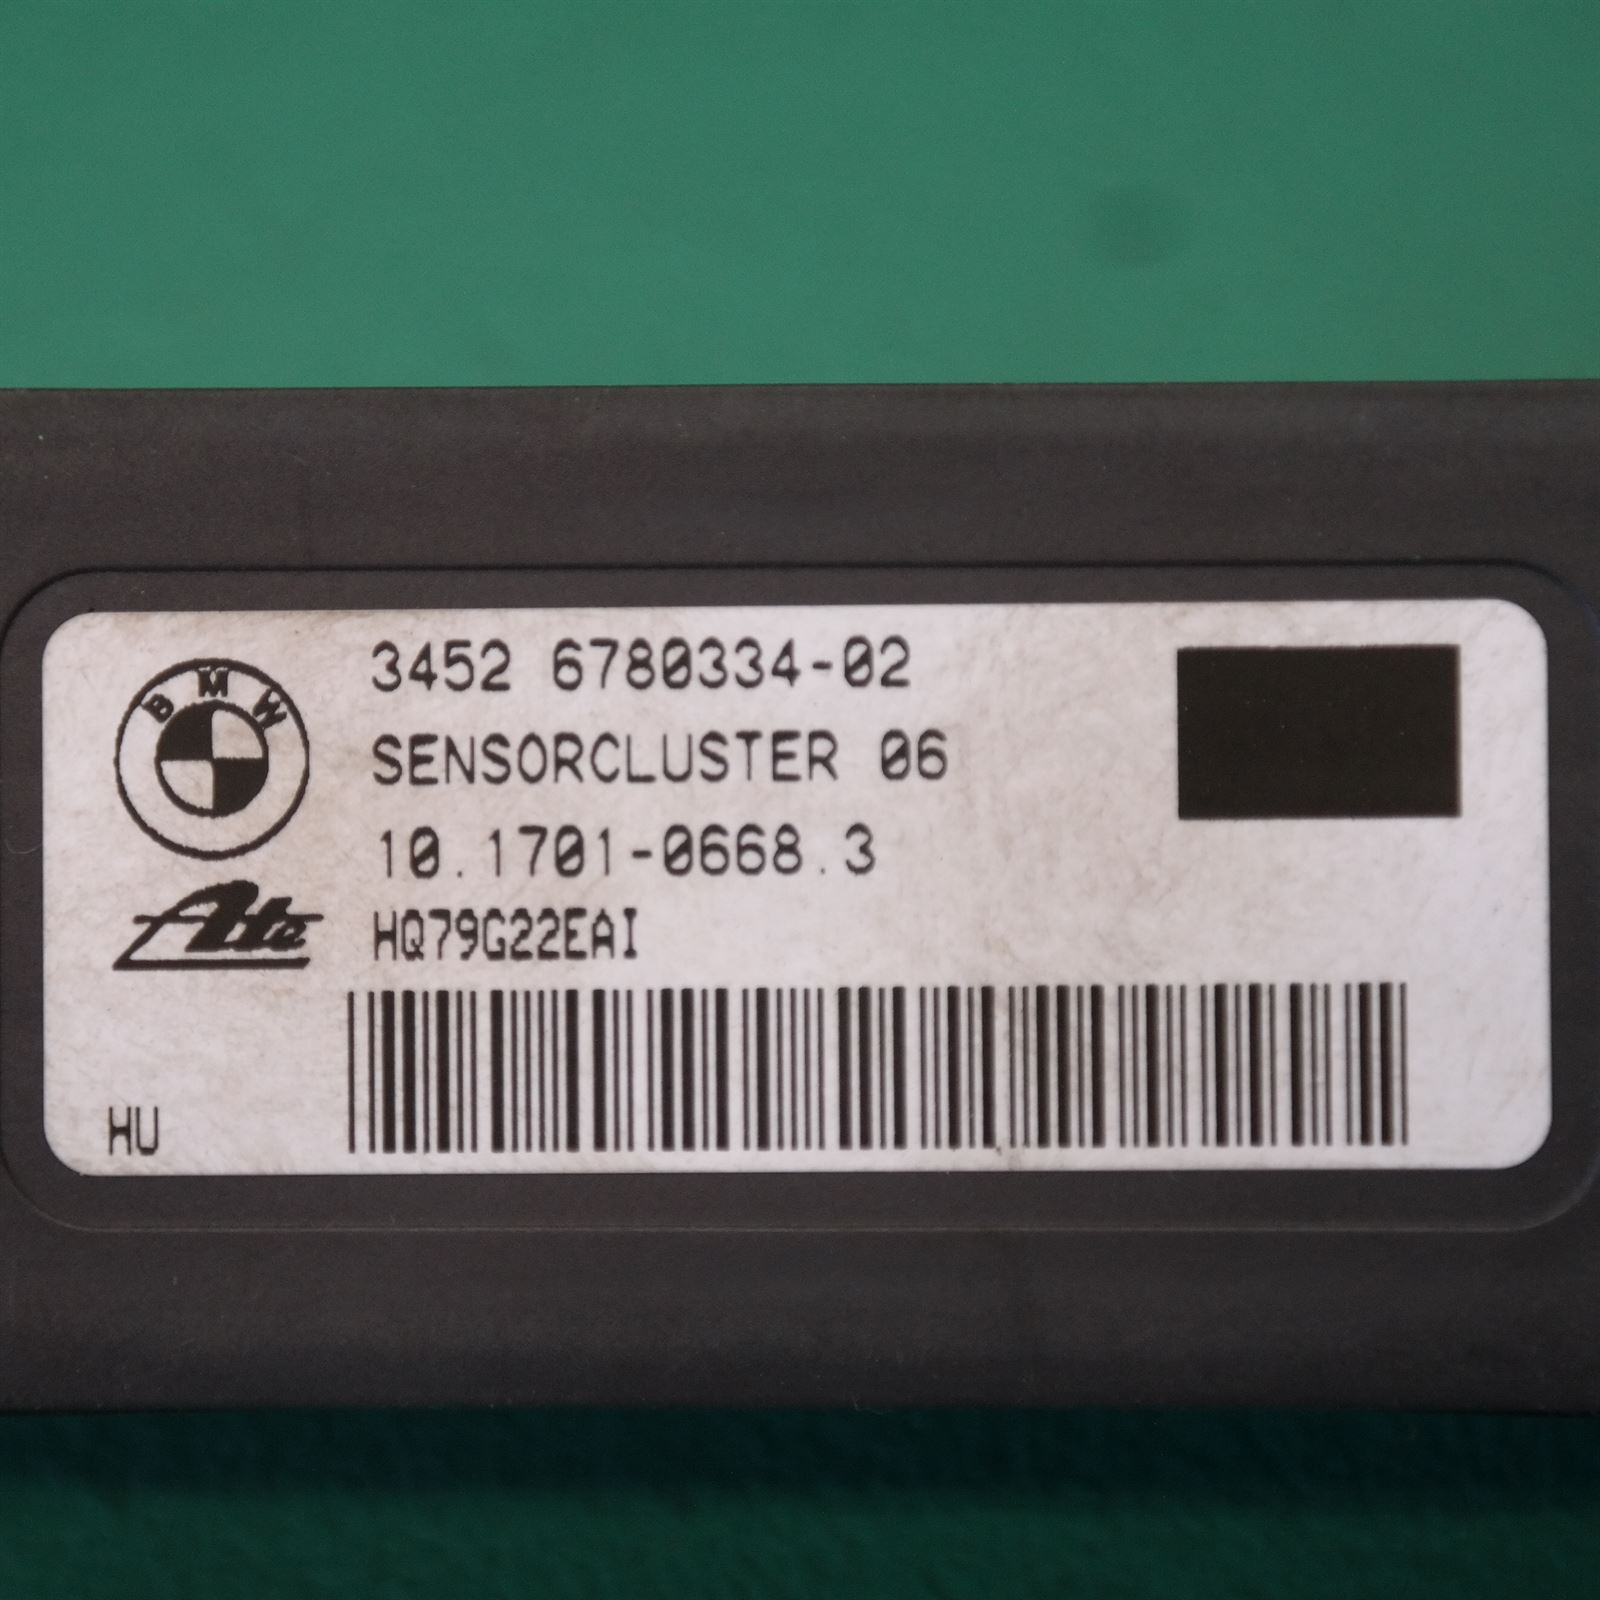 BMW
3452 6780334-02
SENSORCLUSTER 06
10.1701-0668.3
Ate
HQ79G22EAI
HU